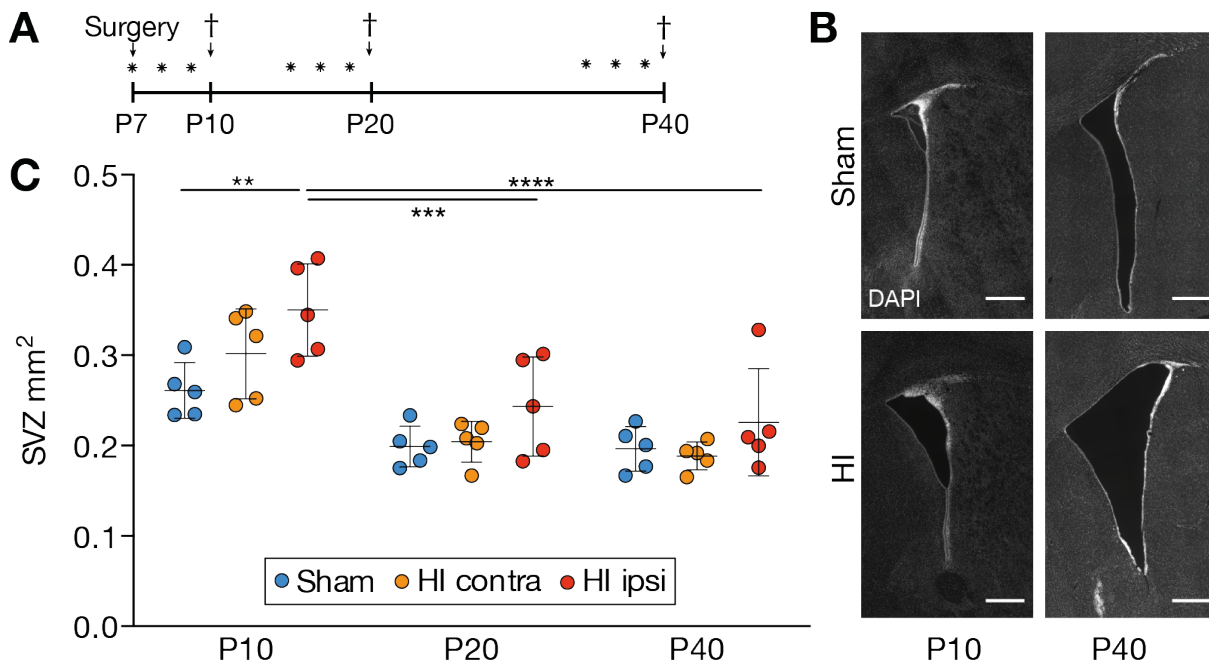 A
Surgery † † †
* * * * * * * * *
P7 P10 P20 P40
B
Sham
DAPI
HI
P10 P40
C
SVZ mm²
0.5
0.4
0.3
0.2
0.1
0.0
** ****
***
Sham HI contra HI ipsi
P10 P20 P40